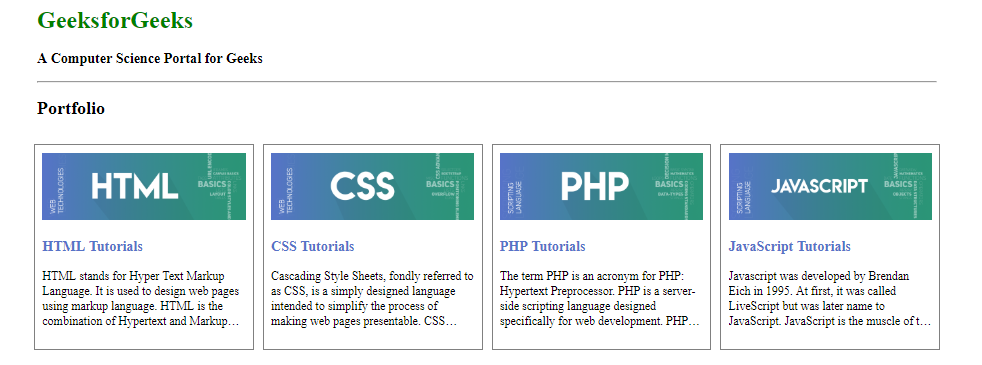 GeeksforGeeks
A Computer Science Portal for Geeks
Portfolio
WEB
TECHNOLOGIES
HTML
BASICS
LAYOUT
HTML Tutorials
HTML stands for Hyper Text Markup
Language. It is used to design web pages
using markup language. HTML is the
combination of Hypertext and Markup…
WEB
TECHNOLOGIES
CSS
BASICS
CSS Tutorials
Cascading Style Sheets, fondly referred to
as CSS, is a simply designed language
intended to simplify the process of
making web pages presentable. CSS…
SCRIPTING
LANGUAGE
PHP
BASICS
DATA-TYPES
PHP Tutorials
The term PHP is an acronym for PHP:
Hypertext Preprocessor. PHP is a server-
side scripting language designed
specifically for web development. PHP…
SCRIPTING
LANGUAGE
JAVASCRIPT
BASICS
OBJECTS
JavaScript Tutorials
Javascript was developed by Brendan
Eich in 1995. At first, it was called
LiveScript but was later name to
JavaScript. JavaScript is the muscle of t…